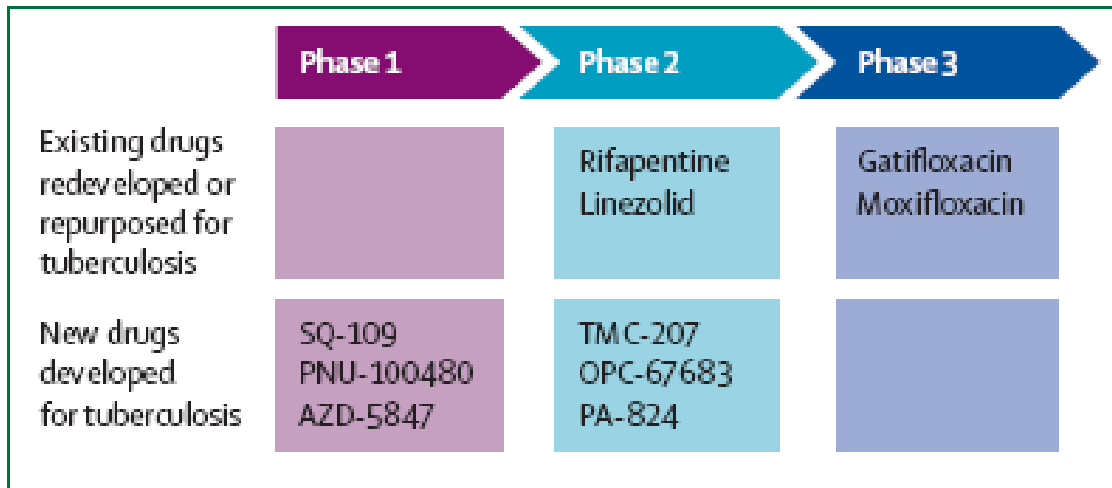 Phase 1
Phase 2
Phase 3
Existing drugs
redeveloped or
repurposed for
tuberculosis
Rifapentine
Linezolid
Gatifloxacin
Moxifloxacin
New drugs
developed
for tuberculosis
SQ-109
PNU-100480
AZD-5847
TMC-207
OPC-67683
PA-824